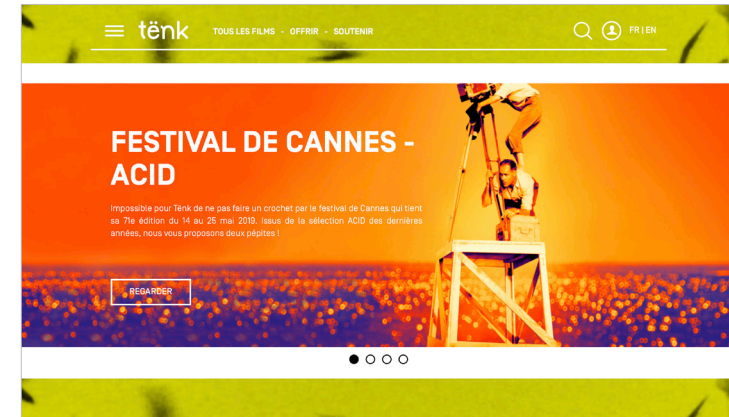 tënk TOUS LES FILMS - OFFRIR - SOUTENIR FR | EN
FESTIVAL DE CANNES -
ACID
Impossible pour Tënk de ne pas faire un crochet par le festival de Cannes qui tient
sa 71e édition du 14 au 25 mai 2019. Issus de la sélection ACID des dernières
années, nous vous proposons deux pépites !
REGARDER